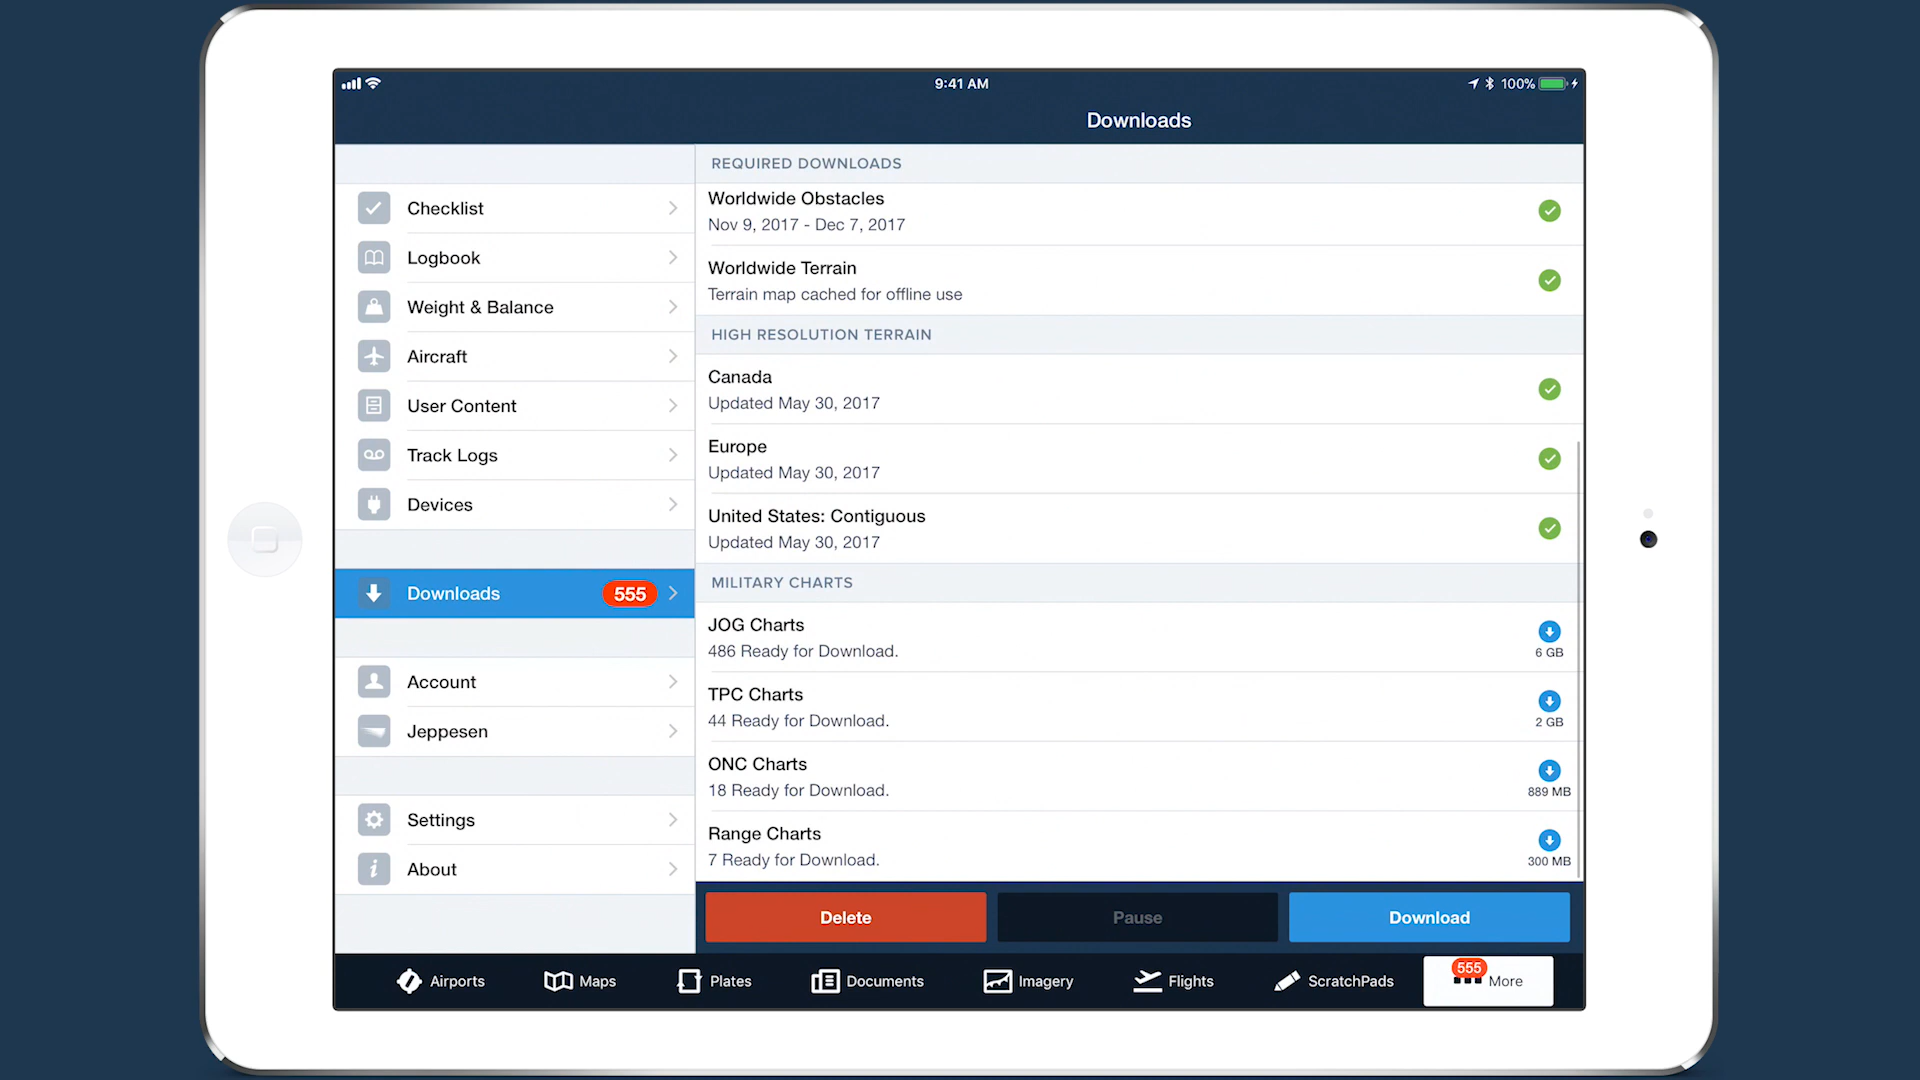 9:41 AM
100%
Downloads
Checklist
Logbook
Weight & Balance
Aircraft
User Content
Track Logs
Devices
Downloads 555
Account
Jeppesen
Settings
About
REQUIRED DOWNLOADS
Worldwide Obstacles
Nov 9, 2017 - Dec 7, 2017
Worldwide Terrain
Terrain map cached for offline use
HIGH RESOLUTION TERRAIN
Canada
Updated May 30, 2017
Europe
Updated May 30, 2017
United States: Contiguous
Updated May 30, 2017
MILITARY CHARTS
JOG Charts
486 Ready for Download.
6 GB
TPC Charts
44 Ready for Download.
2 GB
ONC Charts
18 Ready for Download.
889 MB
Range Charts
7 Ready for Download.
300 MB
Delete
Pause
Download
Airports
Maps
Plates
Documents
Imagery
Flights
ScratchPads
555
More